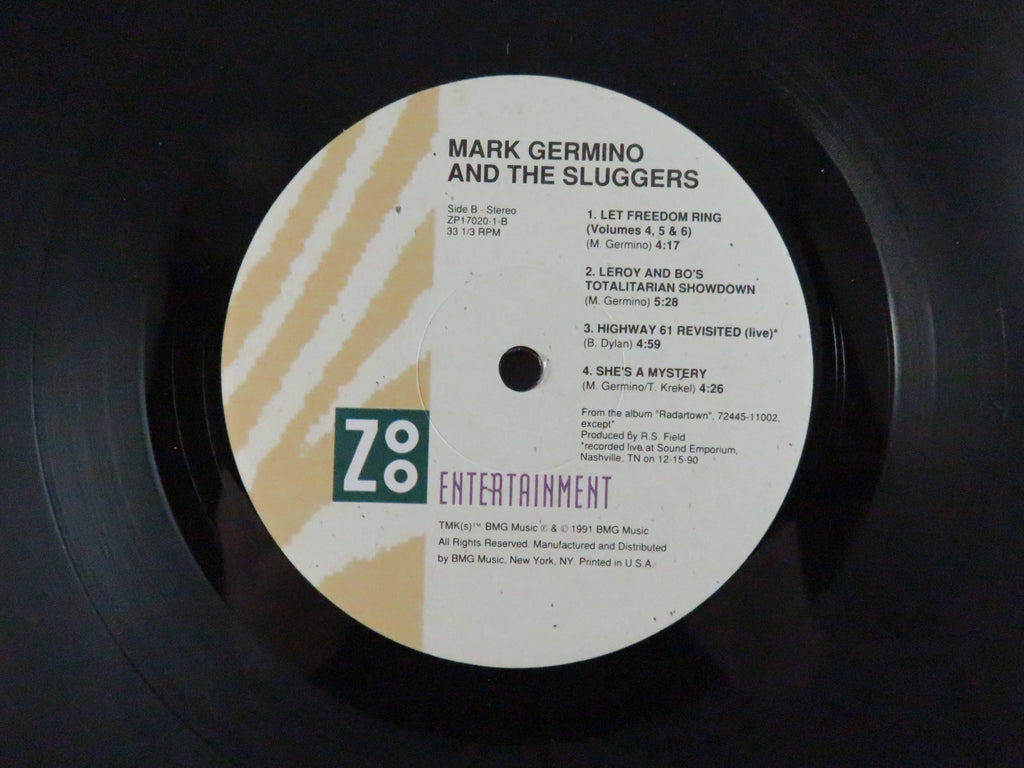 MARK GERMINO
AND THE SLUGGERS
Side B - Stereo
ZP17020-1-B
33 1/3 RPM
1. LET FREEDOM RING
(Volumes 4, 5 & 6)
(M. Germino) 4:17
2. LEROY AND BO'S
TOTALITARIAN SHOWDOWN
(M. Germino) 5:28
3. HIGHWAY 61 REVISITED (live)*
(B. Dylan) 4:59
4. SHE'S A MYSTERY
(M. Germino/T. Krekel) 4:26
From the album "Radartown", 72445-11002,
except*
Produced by R.S. Field
*recorded live at Sound Emporium,
Nashville, TN on 12-15-90
Zoo
ENTERTAINMENT
TMK(s)™ BMG Music ℗ & © 1991 BMG Music
All Rights Reserved. Manufactured and Distributed
by BMG Music, New York, NY. Printed in U.S.A.